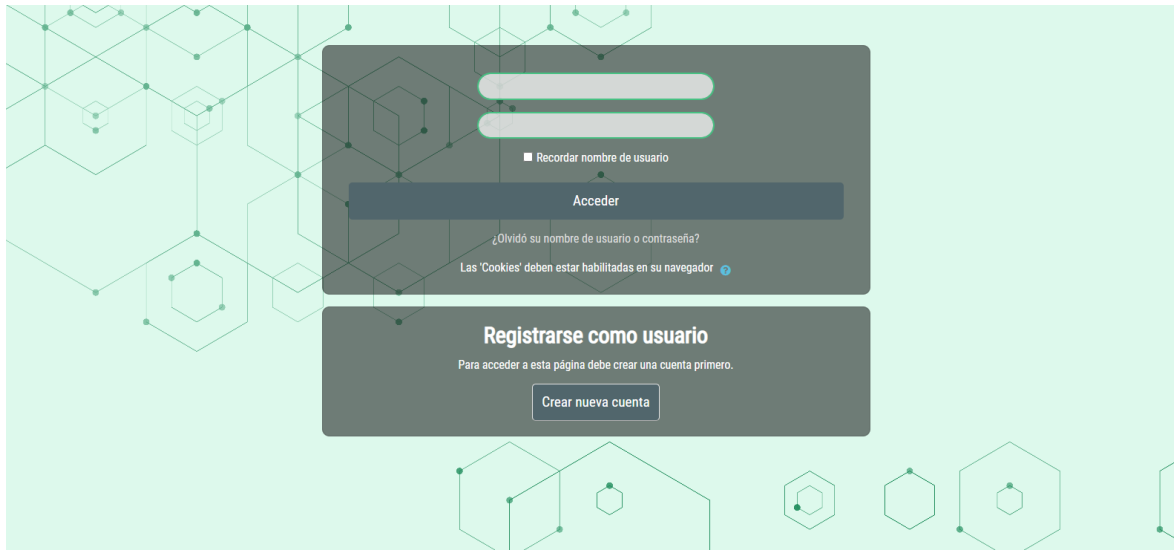 Recordar nombre de usuario
Acceder
¿Olvidó su nombre de usuario o contraseña?
Las 'Cookies' deben estar habilitadas en su navegador ?
Registrarse como usuario
Para acceder a esta página debe crear una cuenta primero.
Crear nueva cuenta